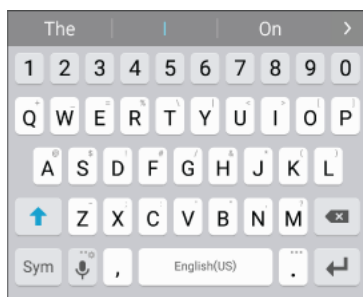 The I On >
1 2 3 4 5 6 7 8 9 0
Q W E R T Y U I O P
A S D F G H J K L
Z X C V B N M
Sym , English(US) .